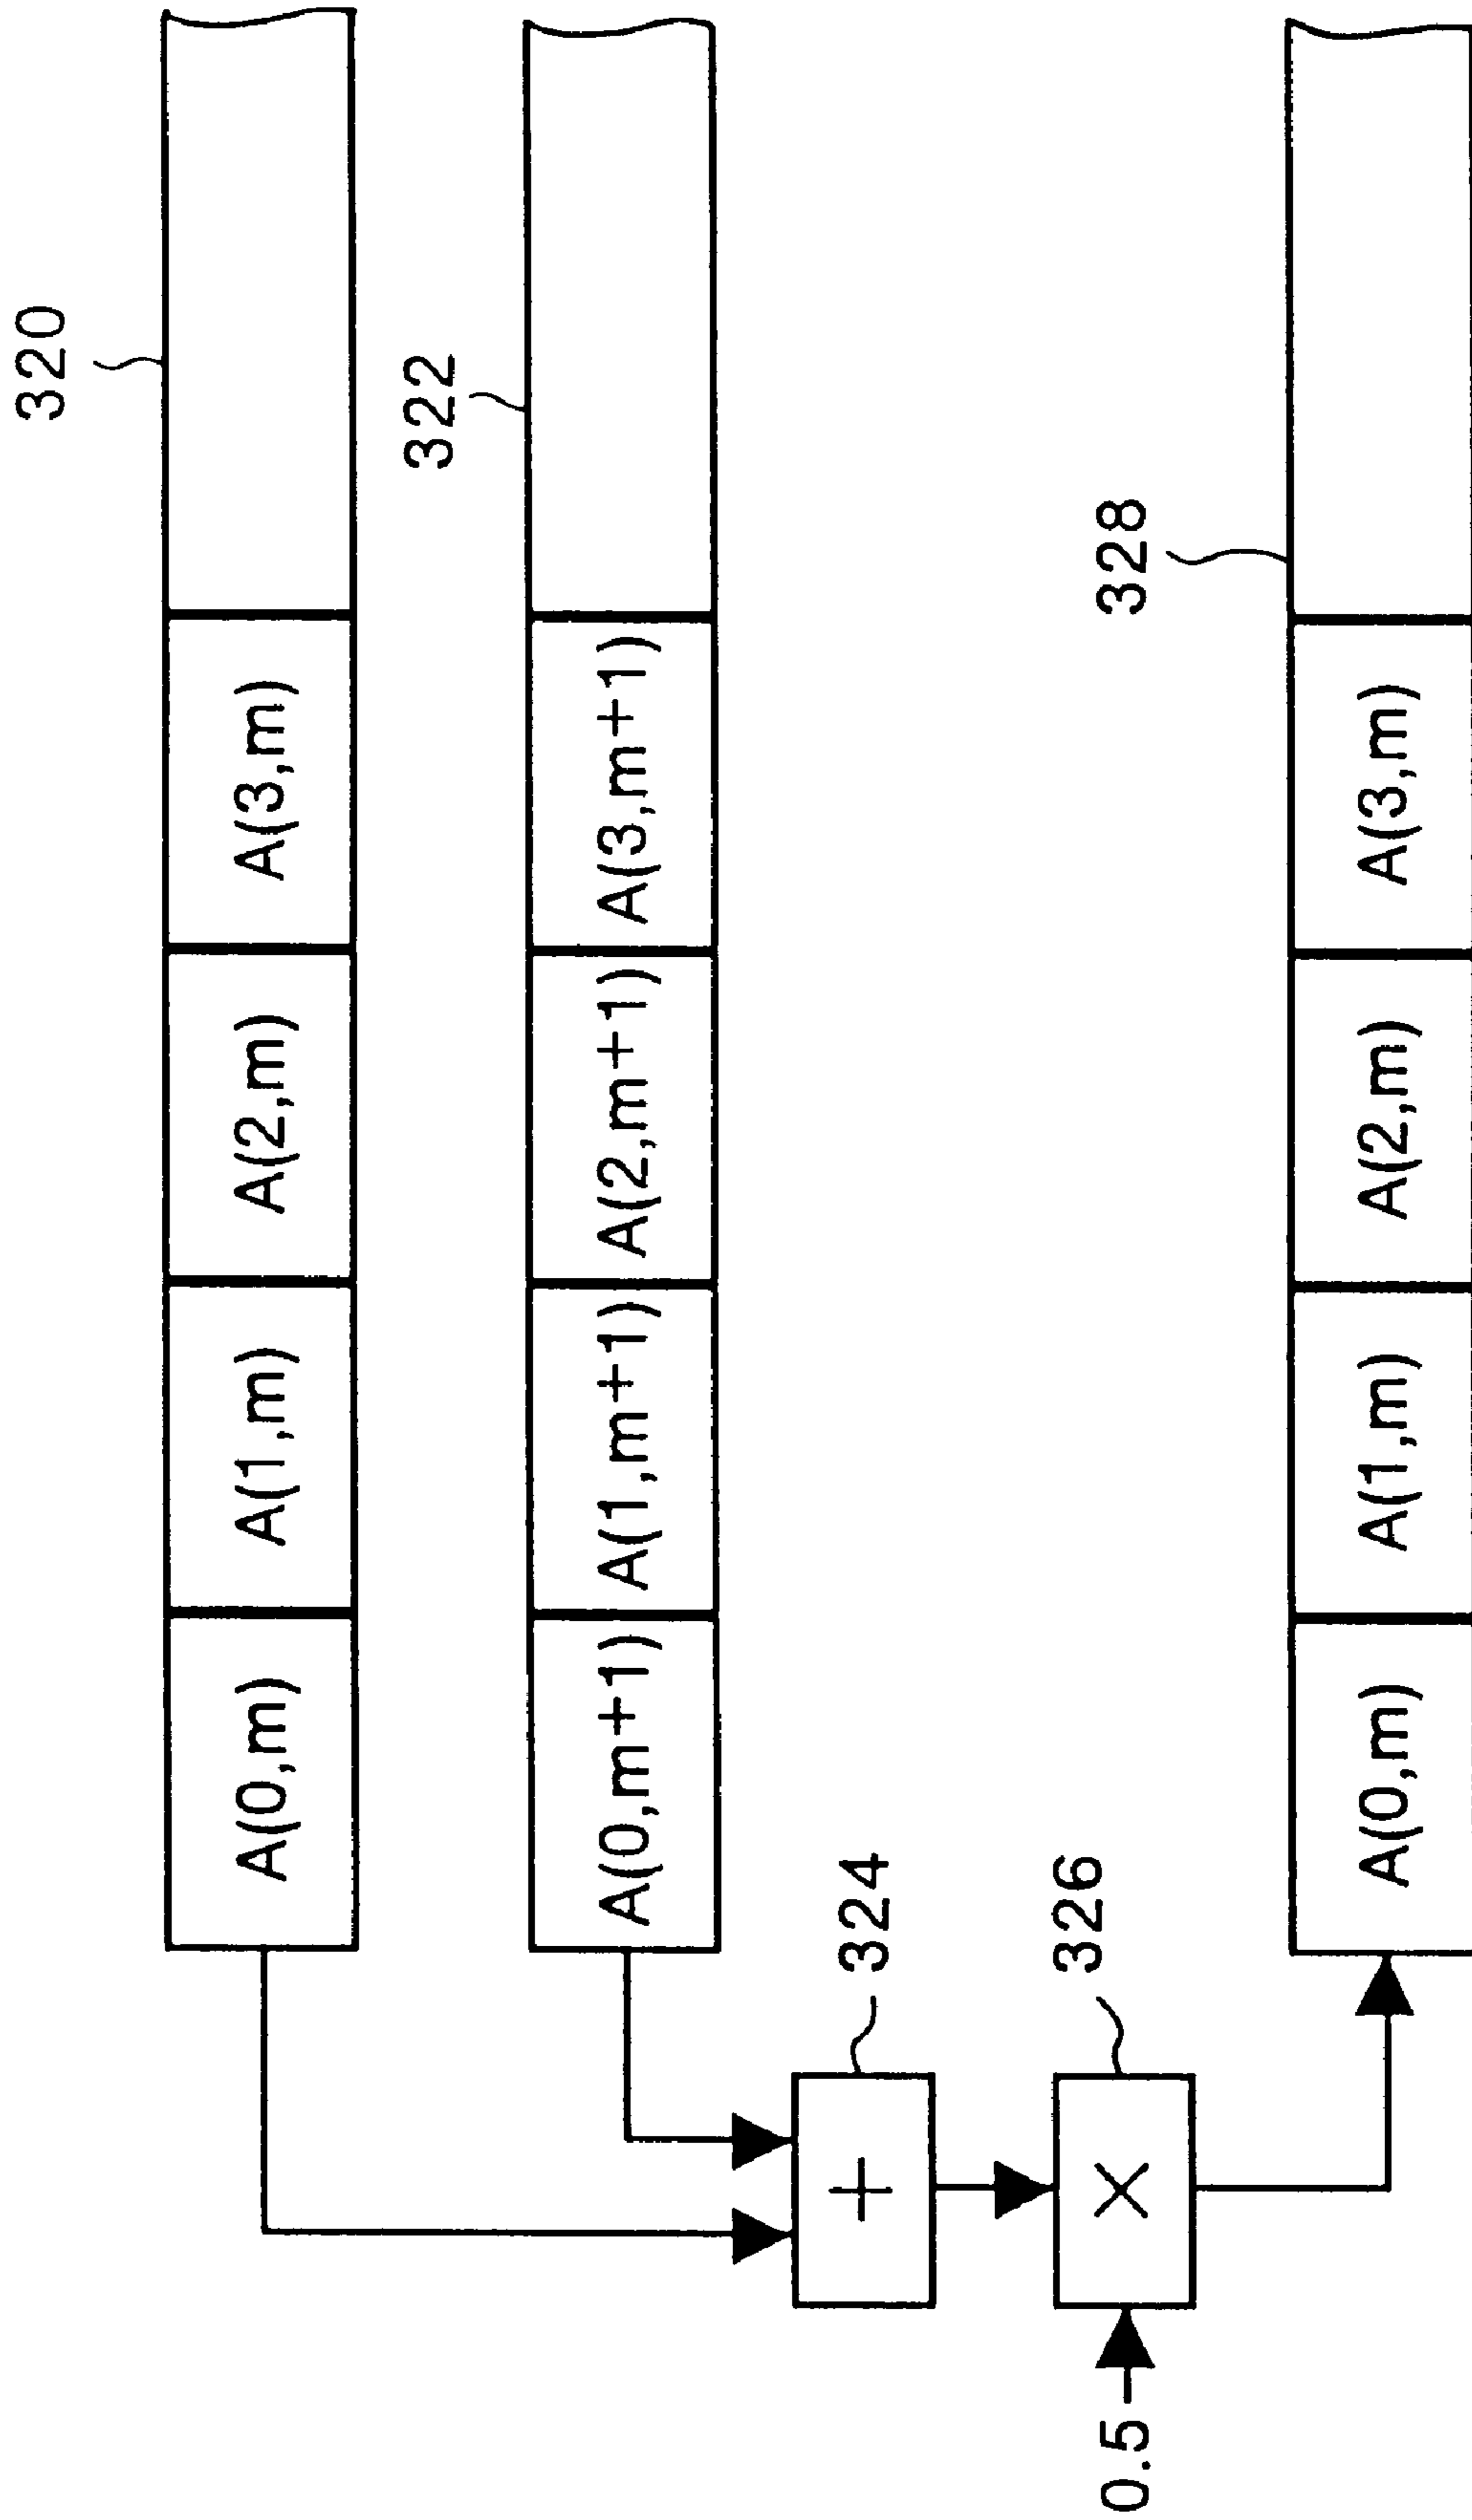 320
A(0,m) A(1,m) A(2,m) A(3,m)
322
A(0,m+1) A(1,m+1) A(2,m+1) A(3,m+1)
324
+
326
0.5
×
328
A(0,m) A(1,m) A(2,m) A(3,m)